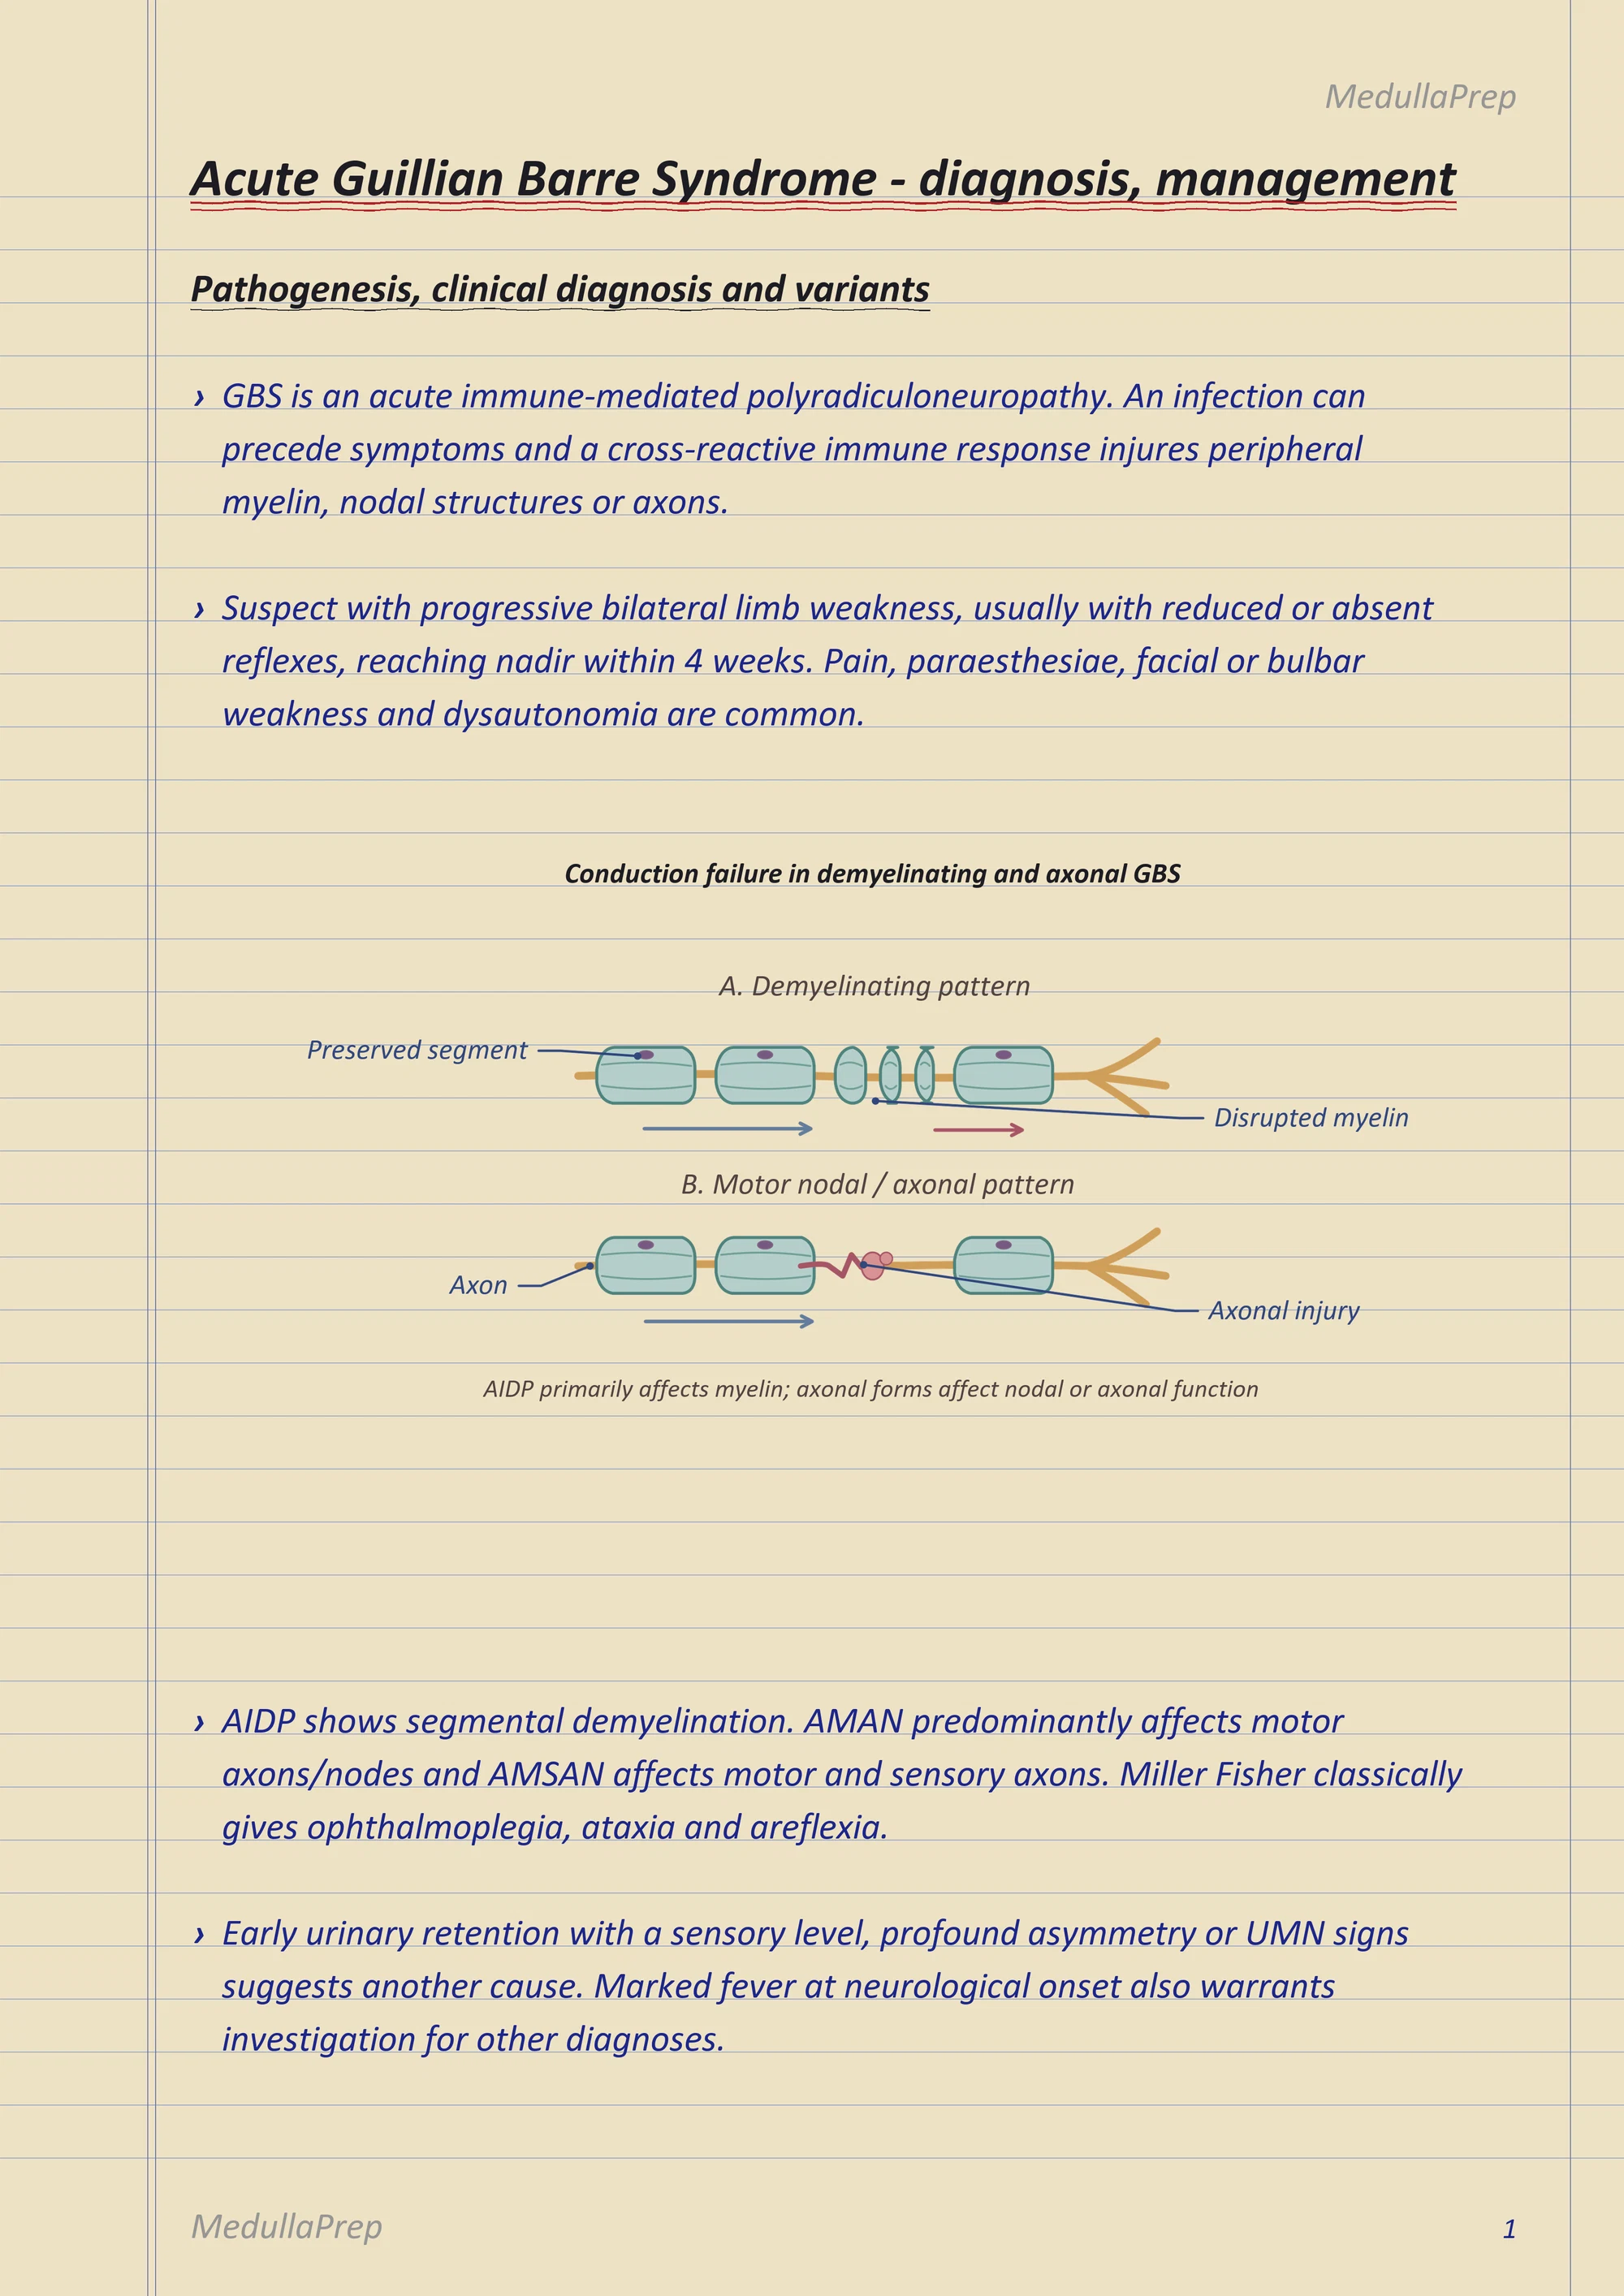 MedullaPrep
Acute Guillian Barre Syndrome - diagnosis, management
Pathogenesis, clinical diagnosis and variants
› GBS is an acute immune-mediated polyradiculoneuropathy. An infection can
precede symptoms and a cross-reactive immune response injures peripheral
myelin, nodal structures or axons.
› Suspect with progressive bilateral limb weakness, usually with reduced or absent
reflexes, reaching nadir within 4 weeks. Pain, paraesthesiae, facial or bulbar
weakness and dysautonomia are common.
Conduction failure in demyelinating and axonal GBS
A. Demyelinating pattern
Preserved segment
Disrupted myelin
B. Motor nodal / axonal pattern
Axon
Axonal injury
AIDP primarily affects myelin; axonal forms affect nodal or axonal function
› AIDP shows segmental demyelination. AMAN predominantly affects motor
axons/nodes and AMSAN affects motor and sensory axons. Miller Fisher classically
gives ophthalmoplegia, ataxia and areflexia.
› Early urinary retention with a sensory level, profound asymmetry or UMN signs
suggests another cause. Marked fever at neurological onset also warrants
investigation for other diagnoses.
MedullaPrep
1